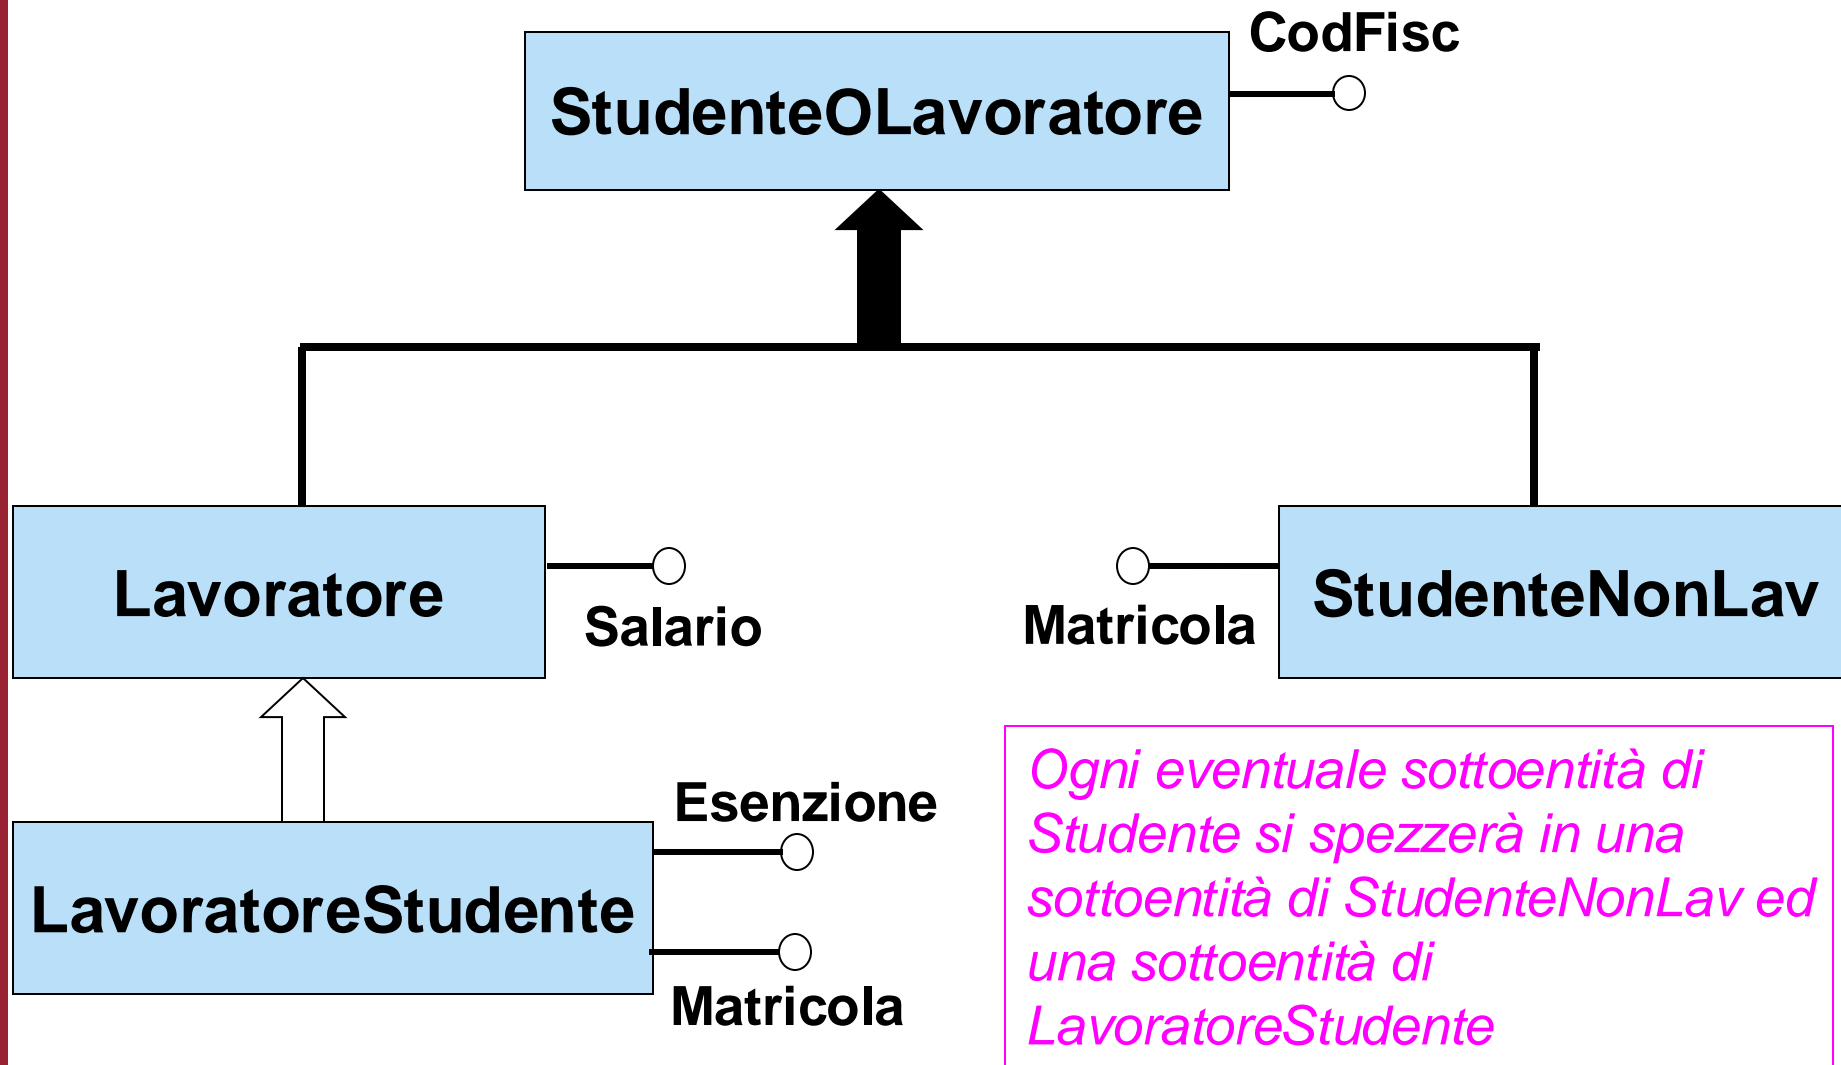 CodFisc
StudenteOLavoratore
Lavoratore
Salario
Matricola
StudenteNonLav
Esenzione
LavoratoreStudente
Matricola
Ogni eventuale sottoentità di
Studente si spezzerà in una
sottoentità di StudenteNonLav ed
una sottoentità di
LavoratoreStudente